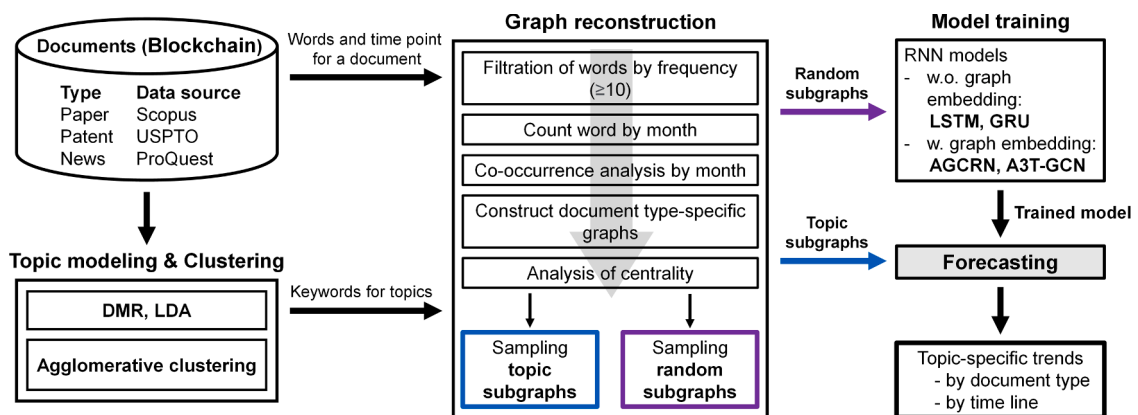 Documents (Blockchain)
Type Data source
Paper Scopus
Patent USPTO
News ProQuest
Words and time point
for a document
Topic modeling & Clustering
DMR, LDA
Agglomerative clustering
Keywords for topics
Graph reconstruction
Filtration of words by frequency
(≥10)
Count word by month
Co-occurrence analysis by month
Construct document type-specific
graphs
Analysis of centrality
Sampling
topic
subgraphs
Sampling
random
subgraphs
Random
subgraphs
Topic
subgraphs
Model training
RNN models
- w.o. graph
embedding:
LSTM, GRU
- w. graph embedding:
AGCRN, A3T-GCN
Trained model
Forecasting
Topic-specific trends
- by document type
- by time line